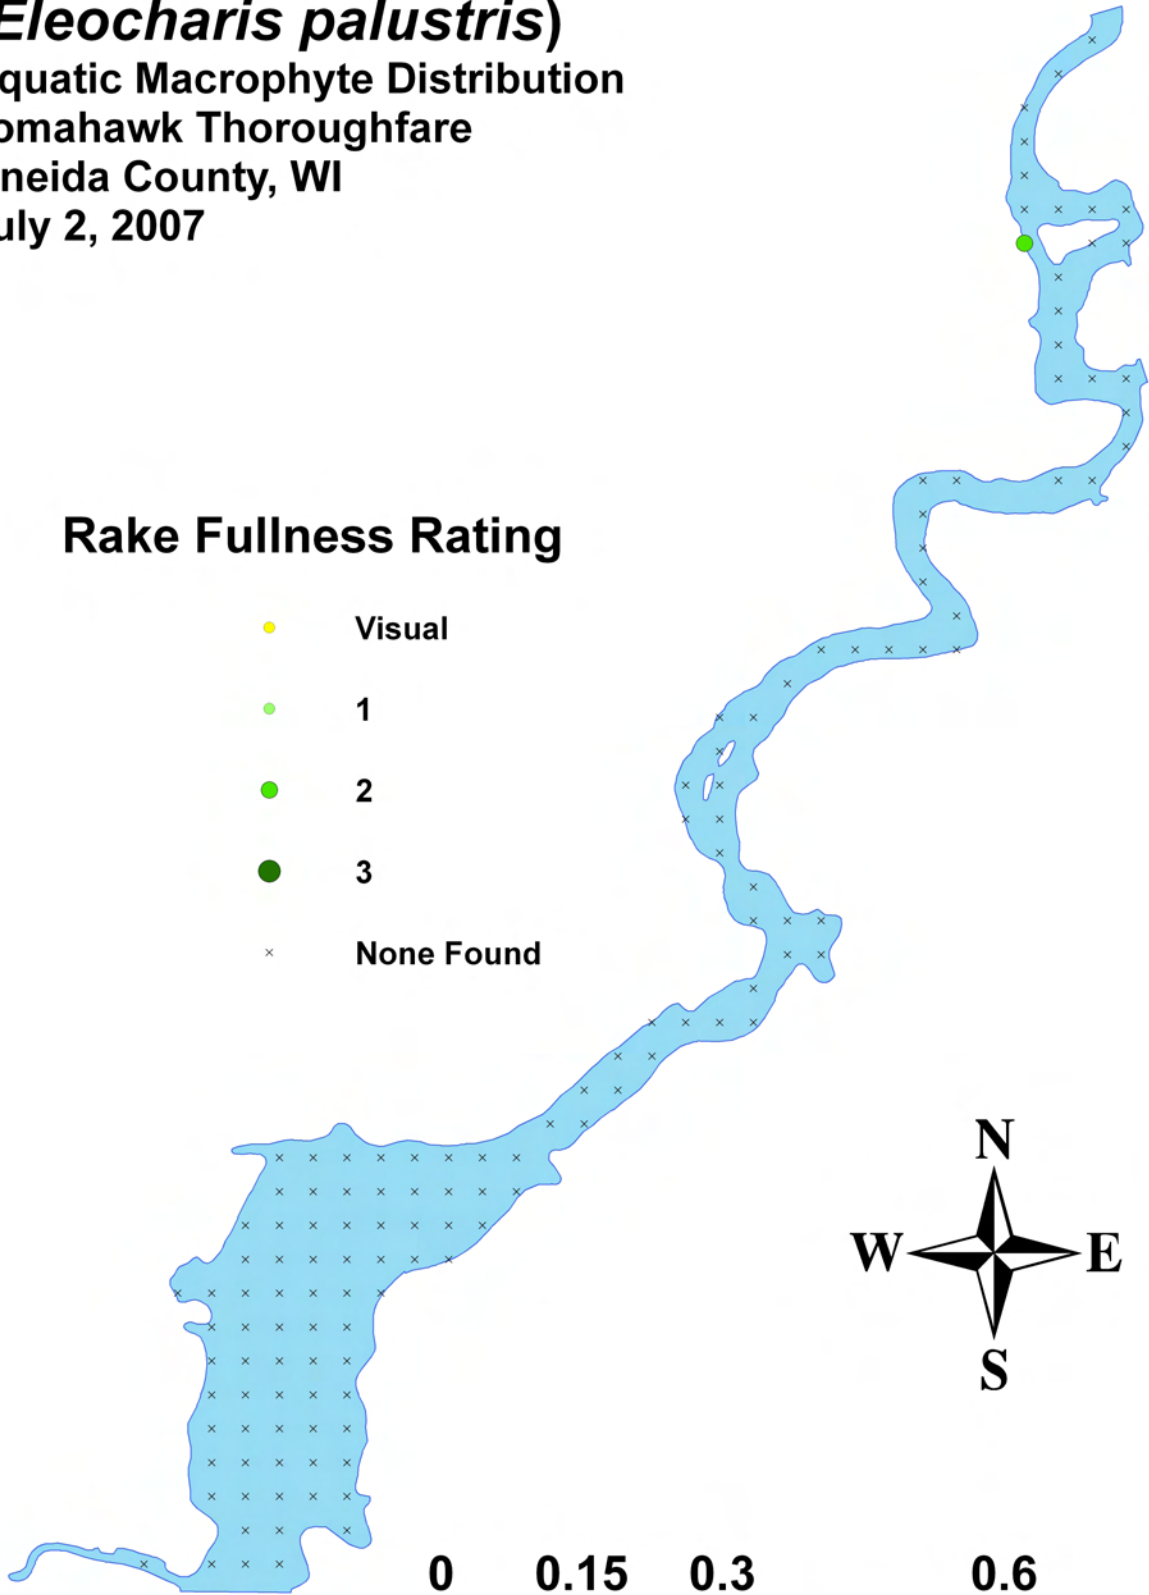 Eleocharis palustris)
quatic Macrophyte Distribution
omahawk Thoroughfare
neida County, WI
uly 2, 2007
Rake Fullness Rating
Visual
1
2
3
None Found
N
W E
S
0 0.15 0.3 0.6